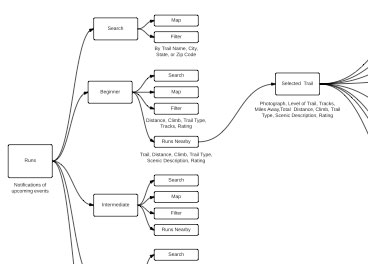 Map
Search
Filter
By Trail Name, City,
State, or Zip Code
Search
Selected Trail
Beginner
Map
Filter
Photograph, Level of Trail, Tracks,
Miles Away,Total Distance, Climb, Trail
Type, Scenic Description, Rating
Distance, Climb, Trail Type,
Tracks, Rating
Runs Nearby
Trail, Distance, Climb, Trail Type,
Scenic Description, Rating
Runs
Notifications of
upcoming events
Search
Map
Intermediate
Filter
Runs Nearby
Search